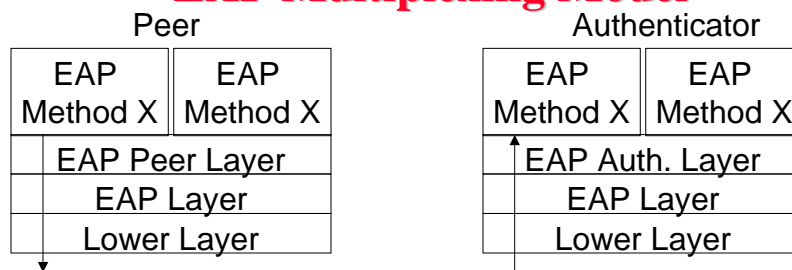 EAP Multiplexing Model
Peer
Authenticator
EAP
Method X
EAP
Method X
EAP
Method X
EAP
Method X
EAP Peer Layer
EAP Auth. Layer
EAP Layer
EAP Layer
Lower Layer
Lower Layer